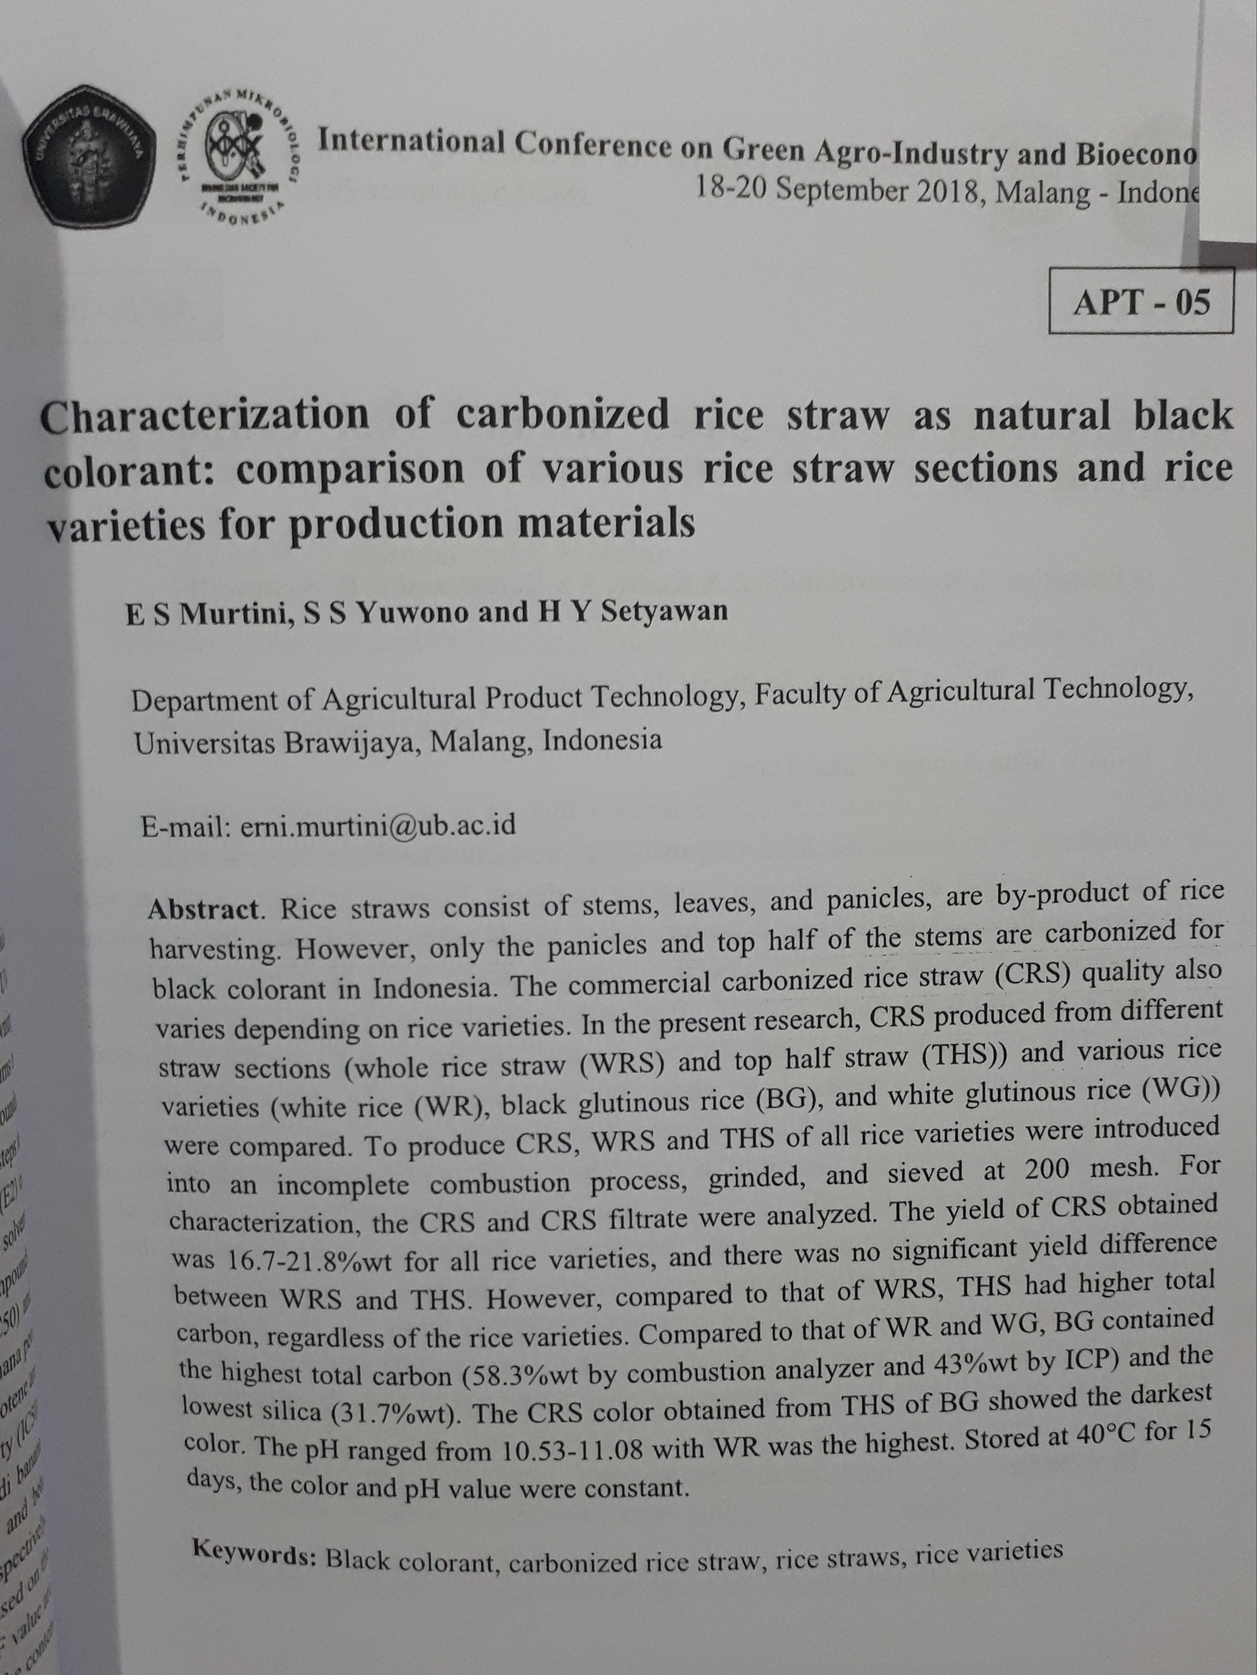 UNIVERSITAS BRAWIJAYA
PERHIMPUNAN MIKROBIOLOGI
INDONESIA
International Conference on Green Agro-Industry and Bioecono
18-20 September 2018, Malang - Indone
APT - 05
Characterization of carbonized rice straw as natural black
colorant: comparison of various rice straw sections and rice
varieties for production materials
E S Murtini, S S Yuwono and H Y Setyawan
Department of Agricultural Product Technology, Faculty of Agricultural Technology,
Universitas Brawijaya, Malang, Indonesia
E-mail: erni.murtini@ub.ac.id
Abstract. Rice straws consist of stems, leaves, and panicles, are by-product of rice
harvesting. However, only the panicles and top half of the stems are carbonized for
black colorant in Indonesia. The commercial carbonized rice straw (CRS) quality also
varies depending on rice varieties. In the present research, CRS produced from different
straw sections (whole rice straw (WRS) and top half straw (THS)) and various rice
varieties (white rice (WR), black glutinous rice (BG), and white glutinous rice (WG))
were compared. To produce CRS, WRS and THS of all rice varieties were introduced
into an incomplete combustion process, grinded, and sieved at 200 mesh. For
characterization, the CRS and CRS filtrate were analyzed. The yield of CRS obtained
was 16.7-21.8%wt for all rice varieties, and there was no significant yield difference
between WRS and THS. However, compared to that of WRS, THS had higher total
carbon, regardless of the rice varieties. Compared to that of WR and WG, BG contained
the highest total carbon (58.3%wt by combustion analyzer and 43%wt by ICP) and the
lowest silica (31.7%wt). The CRS color obtained from THS of BG showed the darkest
color. The pH ranged from 10.53-11.08 with WR was the highest. Stored at 40°C for 15
days, the color and pH value were constant.
Keywords: Black colorant, carbonized rice straw, rice straws, rice varieties